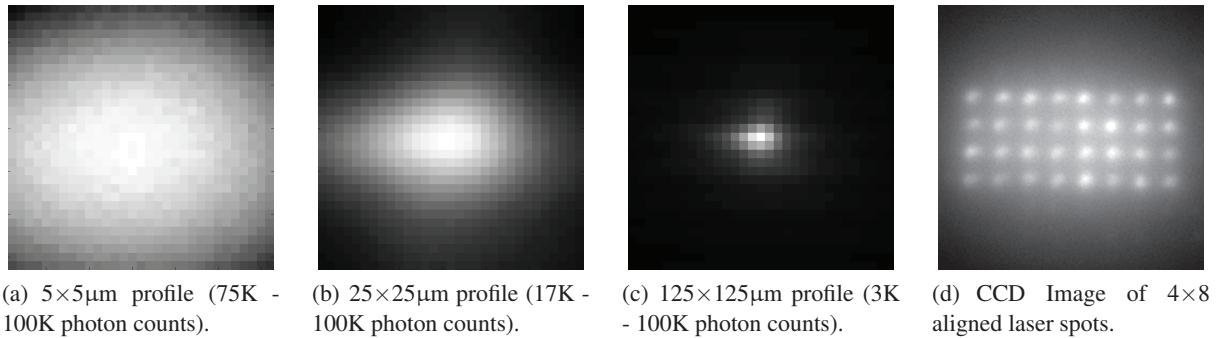 (a) 5×5μm profile (75K -
100K photon counts).
(b) 25×25μm profile (17K -
100K photon counts).
(c) 125×125μm profile (3K
- 100K photon counts).
(d) CCD Image of 4×8
aligned laser spots.